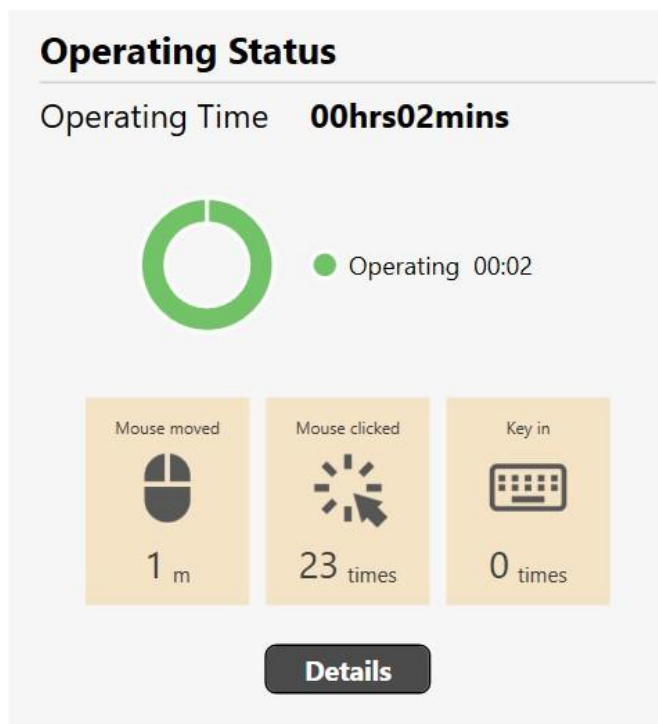 Operating Status
Operating Time 00hrs02mins
Operating 00:02
Mouse moved
1 m
Mouse clicked
23 times
Key in
0 times
Details